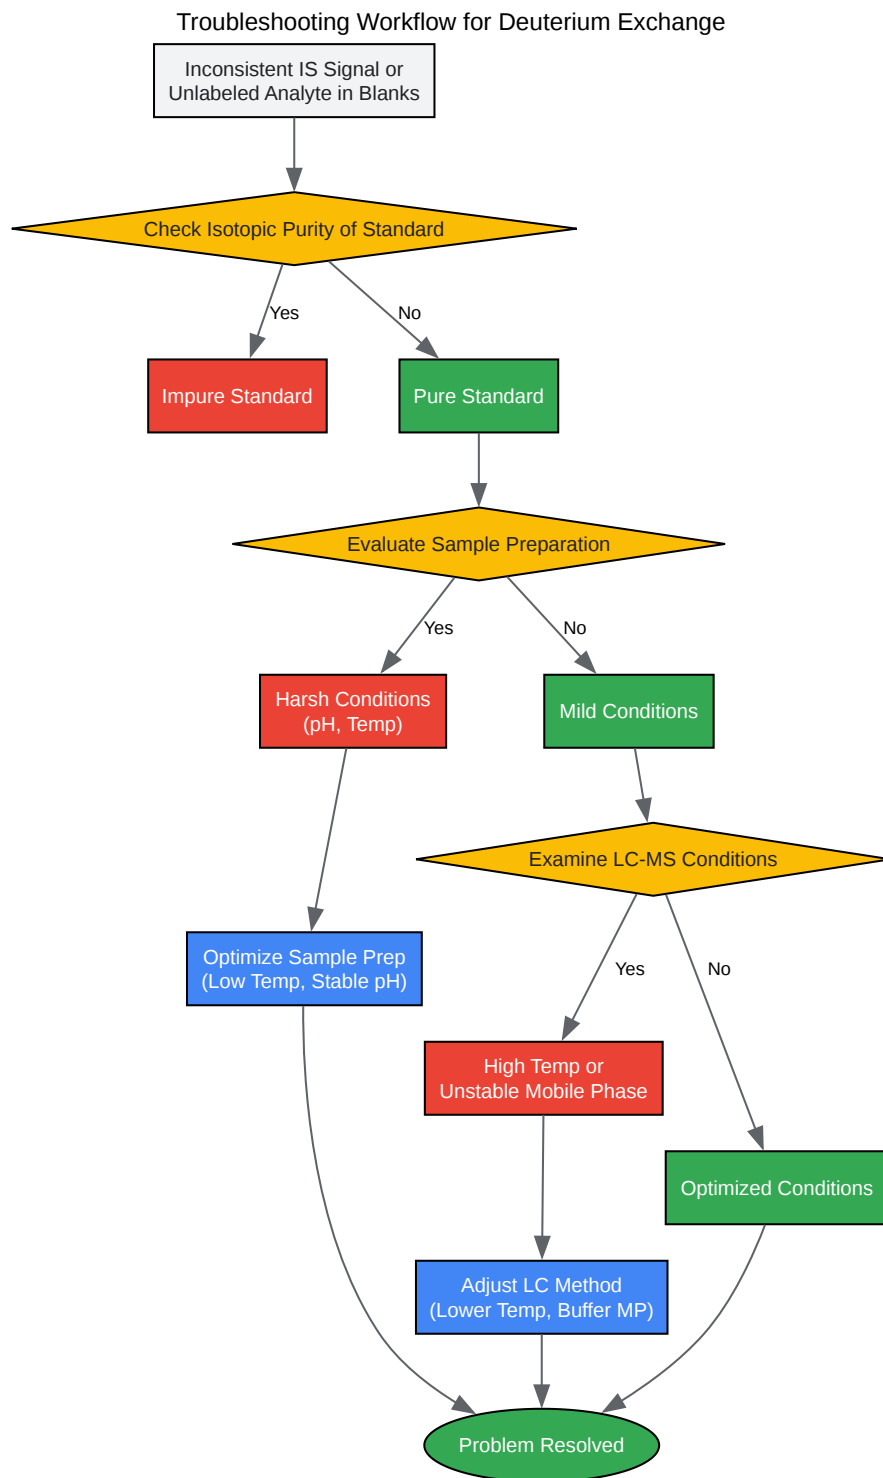 Troubleshooting Workflow for Deuterium Exchange
Inconsistent IS Signal or
Unlabeled Analyte in Blanks
Check Isotopic Purity of Standard
Yes
No
Impure Standard
Pure Standard
Evaluate Sample Preparation
Yes
No
Harsh Conditions
(pH, Temp)
Mild Conditions
Examine LC-MS Conditions
Optimize Sample Prep
(Low Temp, Stable pH)
Yes
No
High Temp or
Unstable Mobile Phase
Optimized Conditions
Adjust LC Method
(Lower Temp, Buffer MP)
Problem Resolved